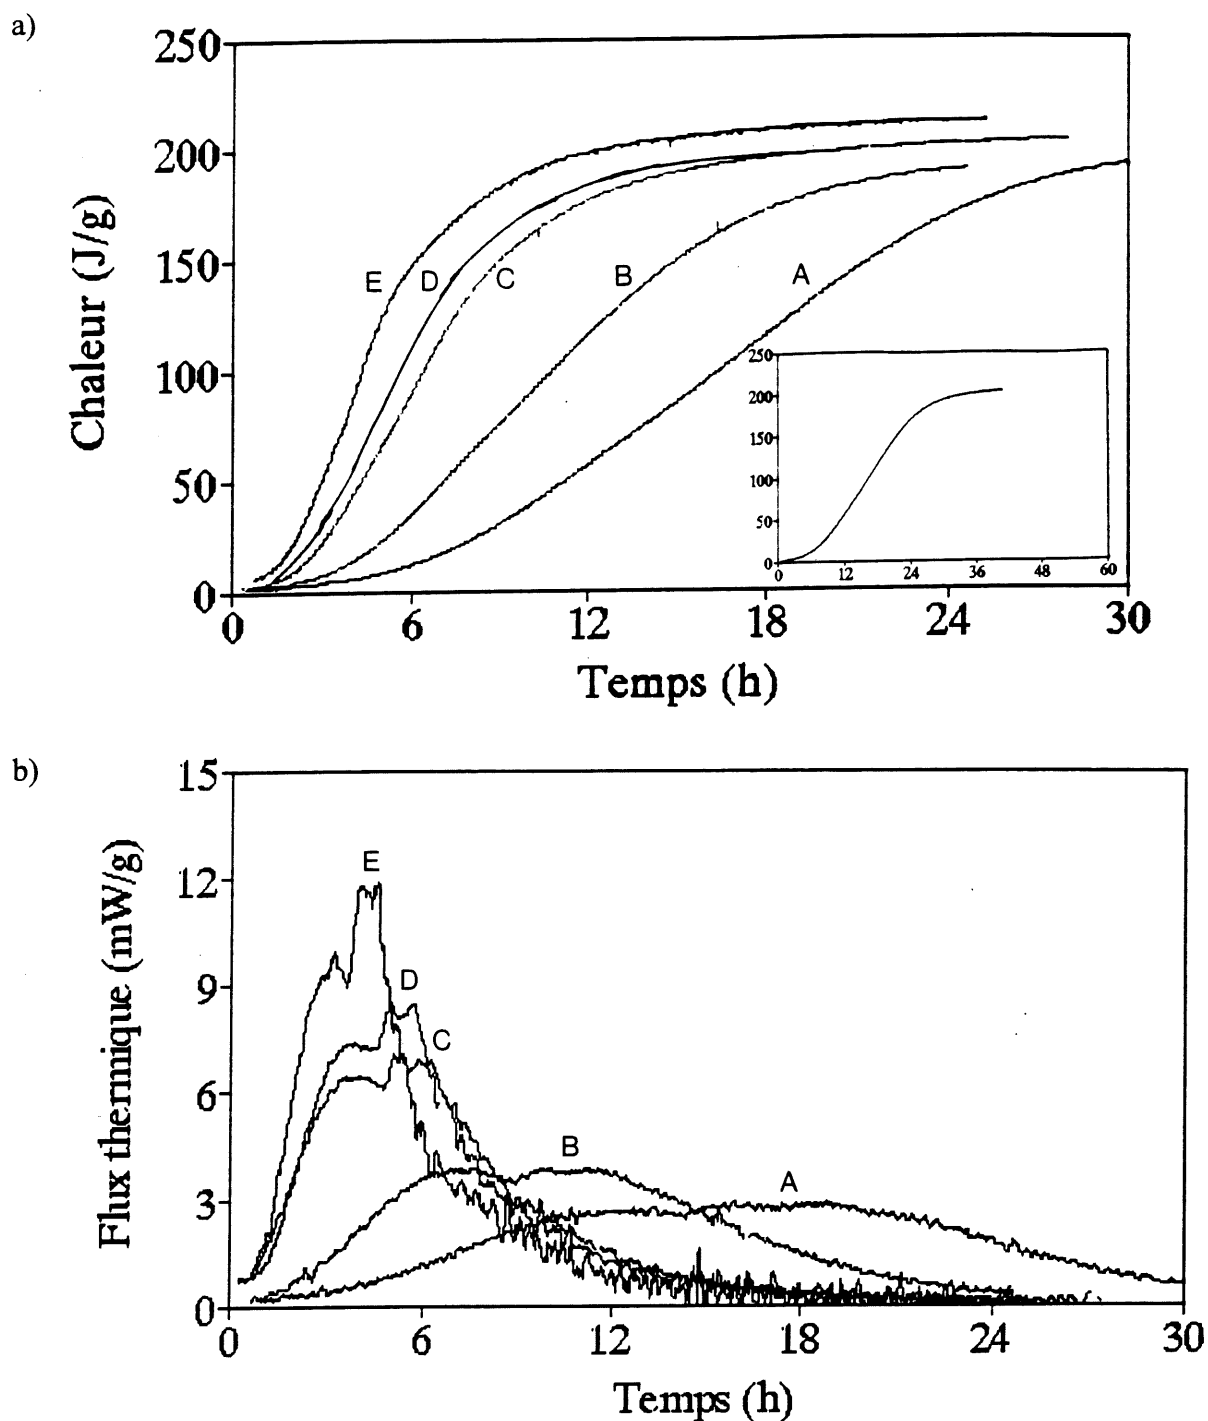 a)
250
200
150
100
50
0
Chaleur (J/g)
E D C B A
250
200
150
100
50
0
0 12 24 36 48 60
0 6 12 18 24 30
Temps (h)
b)
15
12
9
6
3
0
Flux thermique (mW/g)
E
D
C
B
A
0 6 12 18 24 30
Temps (h)